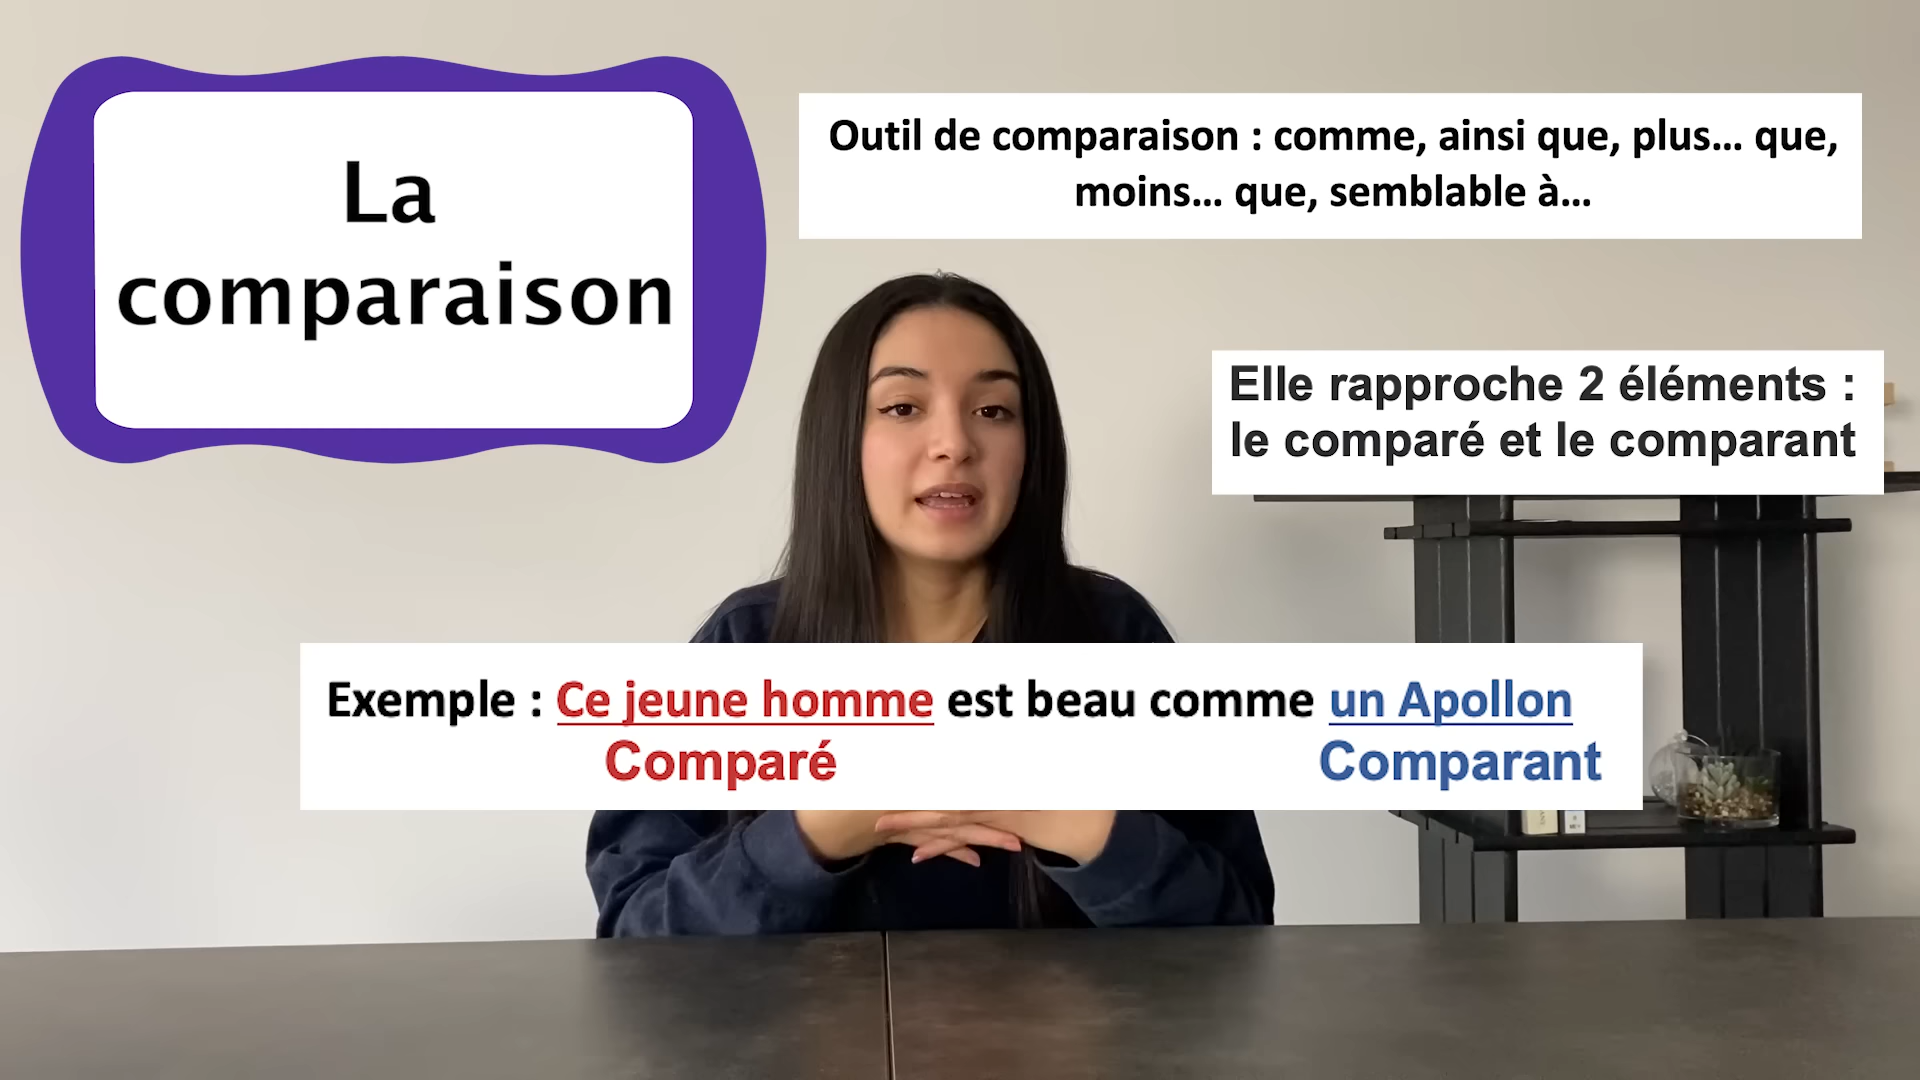 La
comparaison
Outil de comparaison : comme, ainsi que, plus... que,
moins... que, semblable à...
Elle rapproche 2 éléments :
le comparé et le comparant
Exemple : Ce jeune homme est beau comme un Apollon
Comparé Comparant